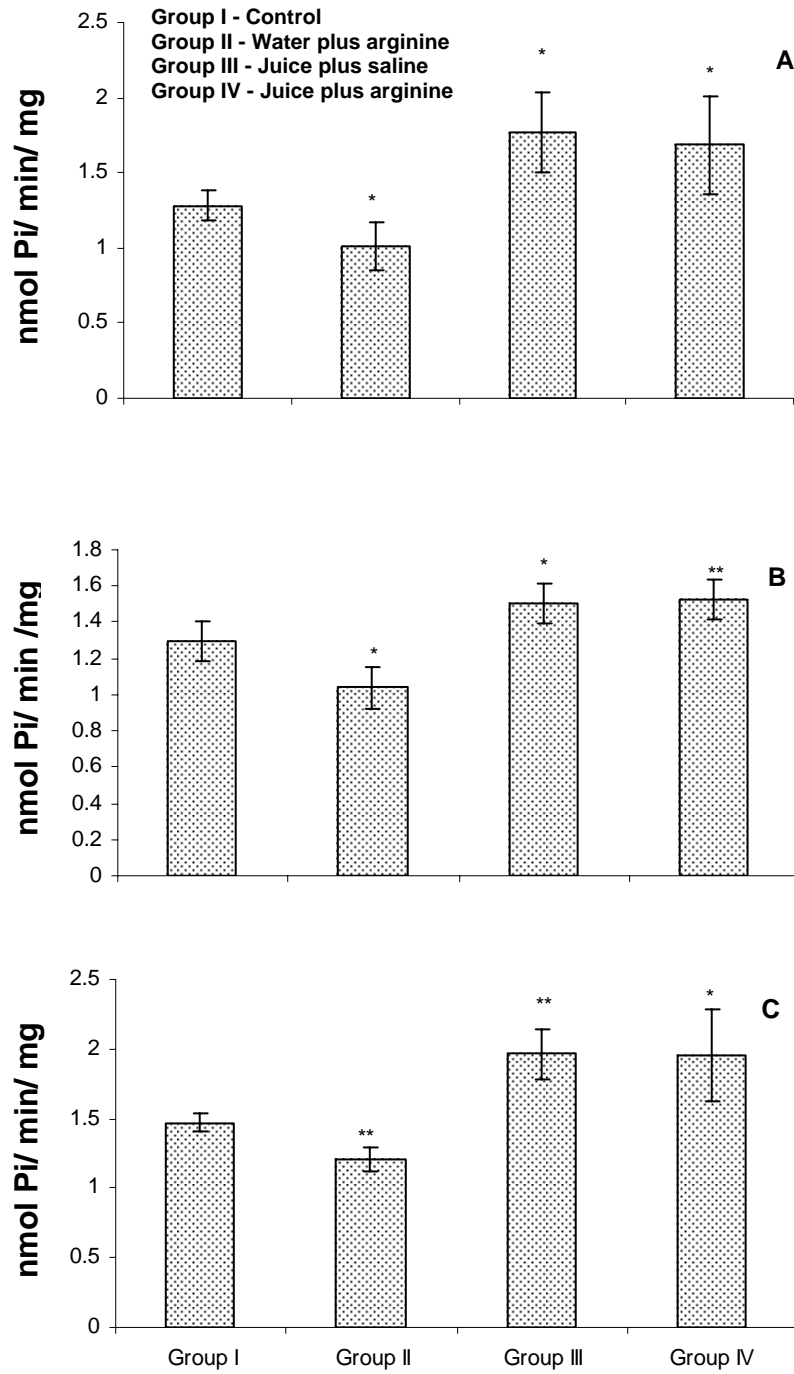 Group I - Control
Group II - Water plus arginine
Group III - Juice plus saline
Group IV - Juice plus arginine
A
nmol Pi/ min/ mg
2.5
2
1.5
1
0.5
0
*
*
*
B
nmol Pi/ min /mg
1.8
1.6
1.4
1.2
1
0.8
0.6
0.4
0.2
0
*
*
**
C
nmol Pi/ min/ mg
2.5
2
1.5
1
0.5
0
**
**
*
Group I Group II Group III Group IV